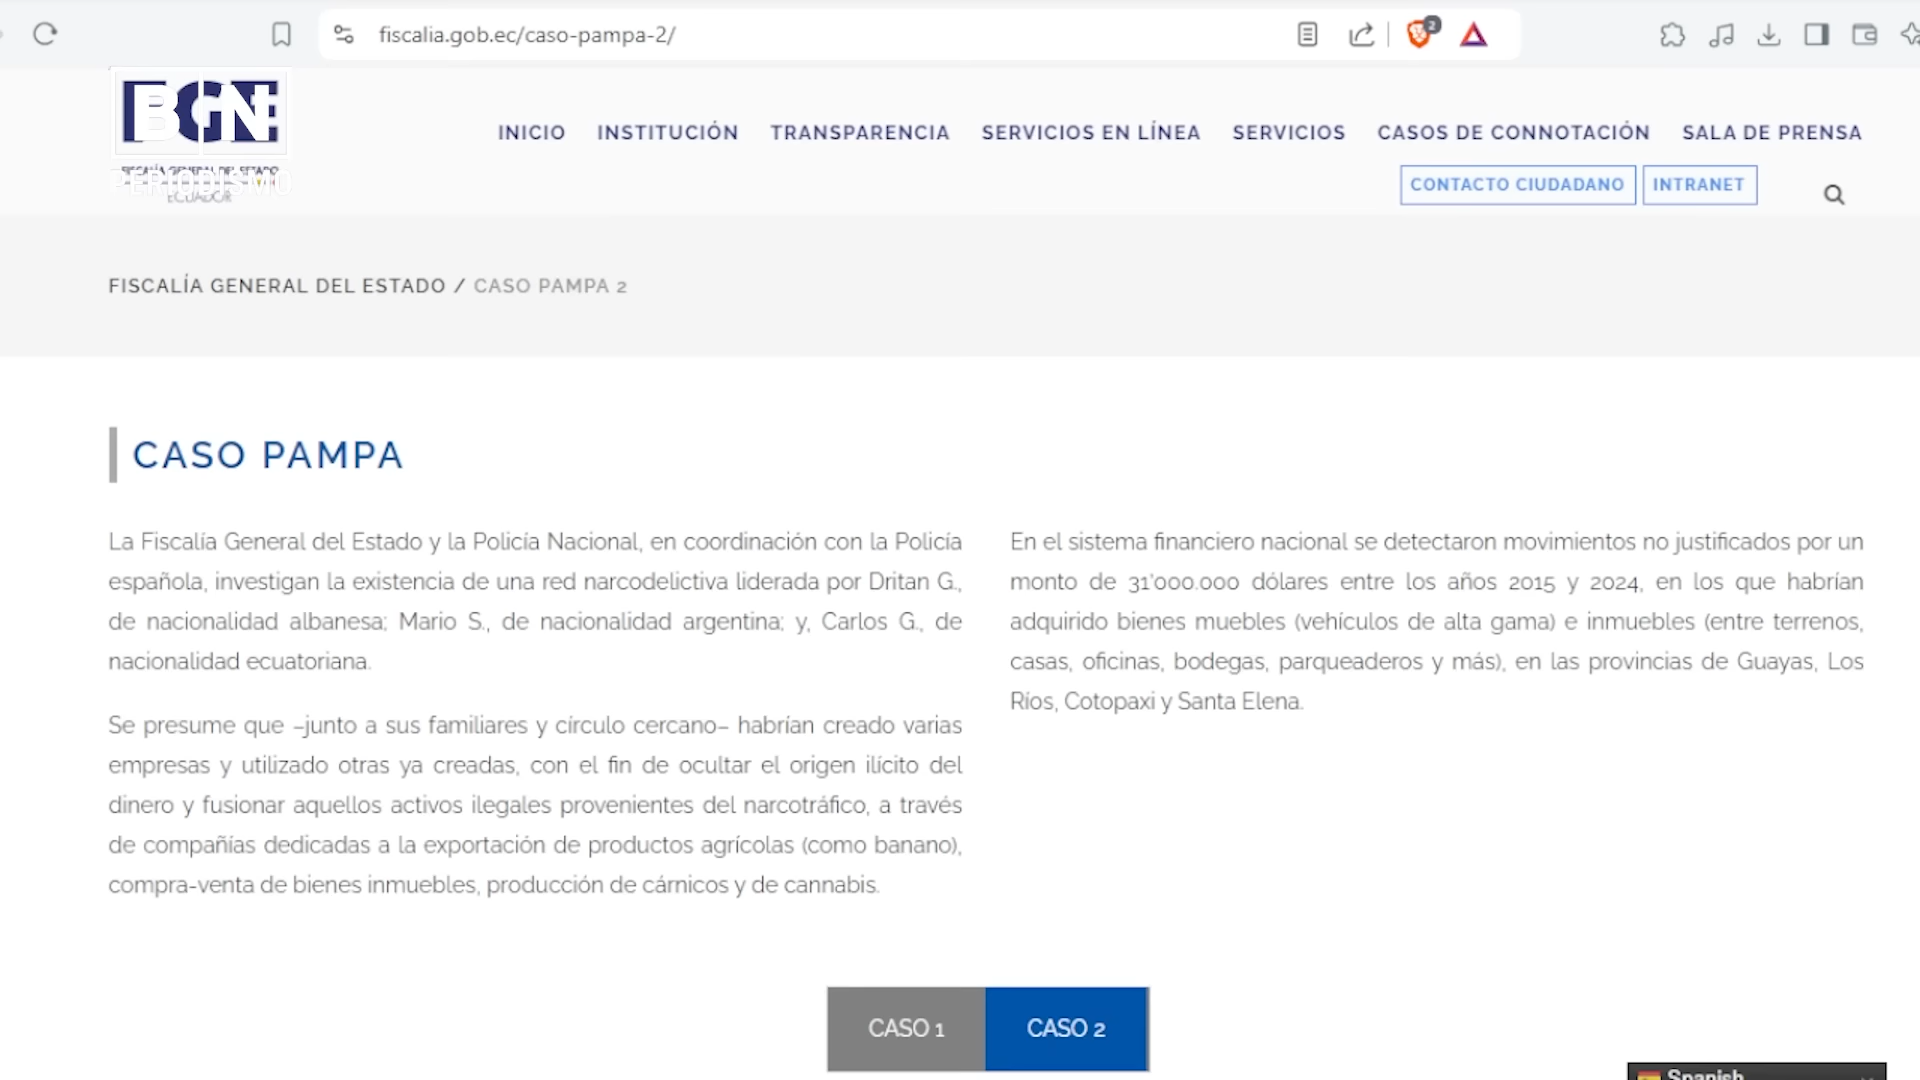 fiscalia.gob.ec/caso-pampa-2/
2
BGN
PERIODISMO
FISCALÍA GENERAL DEL ESTADO
ECUADOR
INICIO INSTITUCIÓN TRANSPARENCIA SERVICIOS EN LÍNEA SERVICIOS CASOS DE CONNOTACIÓN SALA DE PRENSA
CONTACTO CIUDADANO INTRANET
FISCALÍA GENERAL DEL ESTADO / CASO PAMPA 2
CASO PAMPA
La Fiscalía General del Estado y la Policía Nacional, en coordinación con la Policía
española, investigan la existencia de una red narcodelictiva liderada por Dritan G.,
de nacionalidad albanesa; Mario S., de nacionalidad argentina; y, Carlos G., de
nacionalidad ecuatoriana.
Se presume que –junto a sus familiares y círculo cercano– habrían creado varias
empresas y utilizado otras ya creadas, con el fin de ocultar el origen ilícito del
dinero y fusionar aquellos activos ilegales provenientes del narcotráfico, a través
de compañías dedicadas a la exportación de productos agrícolas (como banano),
compra-venta de bienes inmuebles, producción de cárnicos y de cannabis.
En el sistema financiero nacional se detectaron movimientos no justificados por un
monto de 31'000.000 dólares entre los años 2015 y 2024, en los que habrían
adquirido bienes muebles (vehículos de alta gama) e inmuebles (entre terrenos,
casas, oficinas, bodegas, parqueaderos y más), en las provincias de Guayas, Los
Ríos, Cotopaxi y Santa Elena.
CASO 1 CASO 2
Spanish